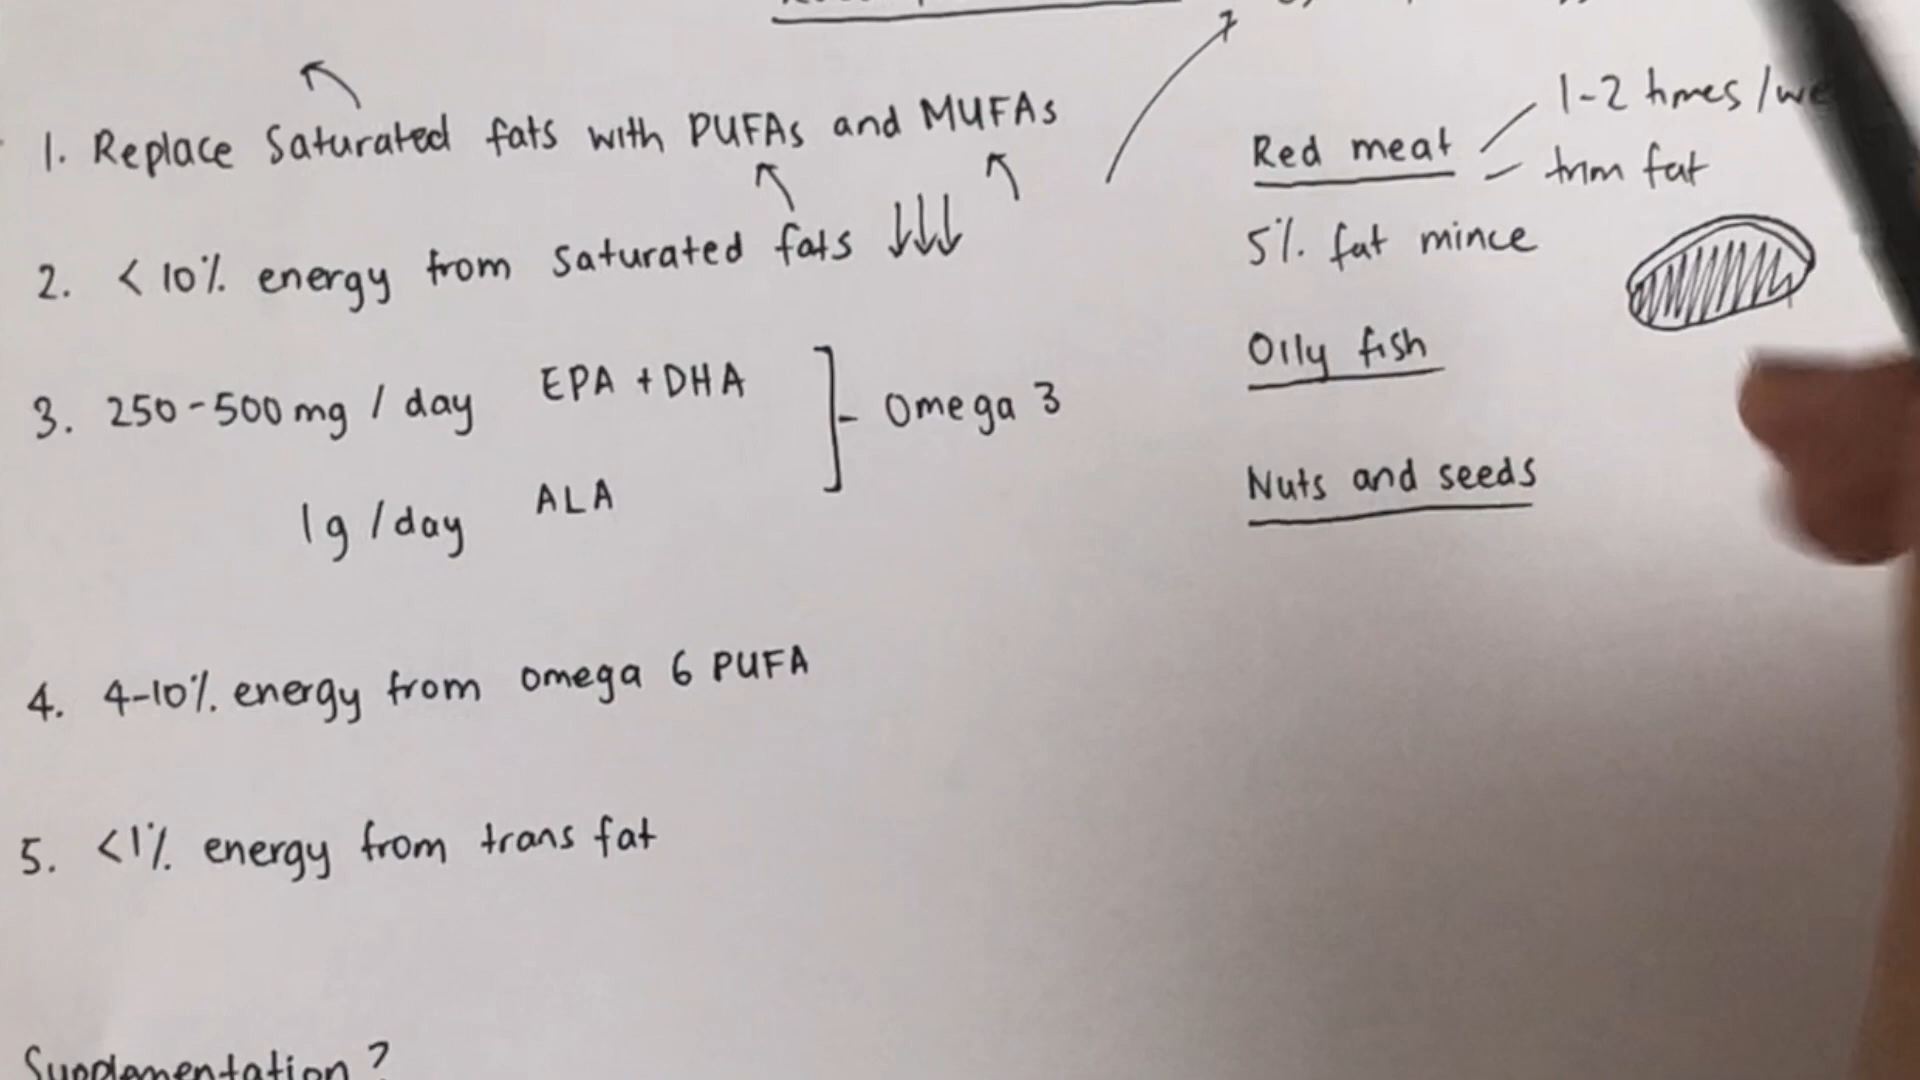 1. Replace Saturated fats with PUFAs and MUFAs
2. < 10% energy from saturated fats ↓↓↓
3. 250-500mg / day EPA + DHA
1g /day ALA
Omega 3
4. 4-10% energy from omega 6 PUFA
5. <1% energy from trans fat
Supplementation?
Red meat
1-2 times /we
trim fat
5% fat mince
Oily fish
Nuts and seeds